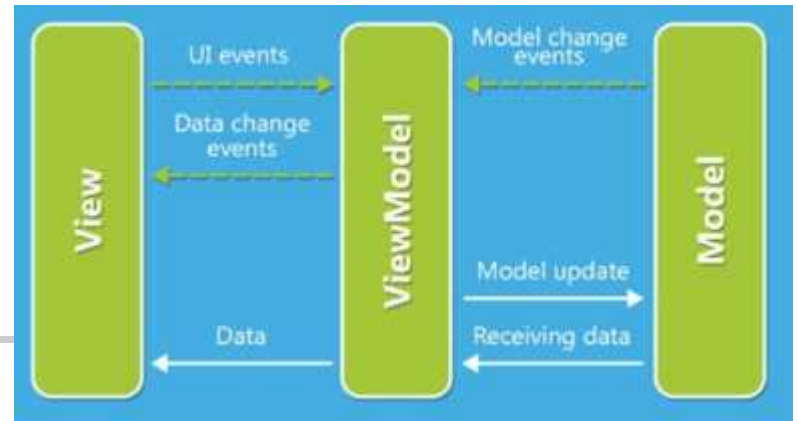 View
UI events
Data change
events
Data
ViewModel
Model change
events
Model update
Receiving data
Model